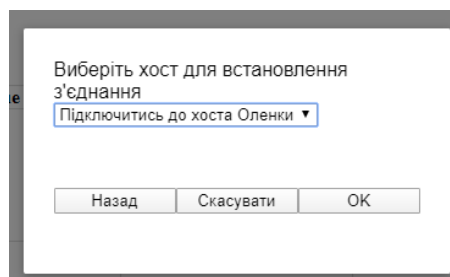 Виберіть хост для встановлення
з'єднання
Підключитись до хоста Оленки
Назад Скасувати OK